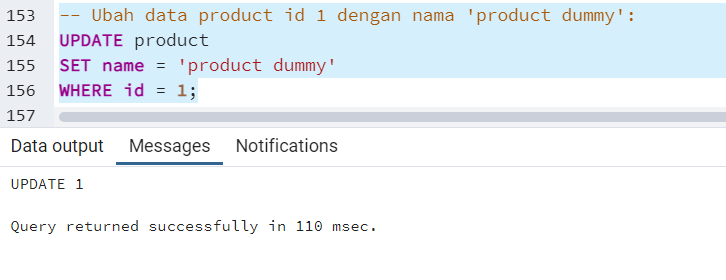 153 -- Ubah data product id 1 dengan nama 'product dummy':
154 UPDATE product
155 SET name = 'product dummy'
156 WHERE id = 1;
157
Data output Messages Notifications
UPDATE 1
Query returned successfully in 110 msec.